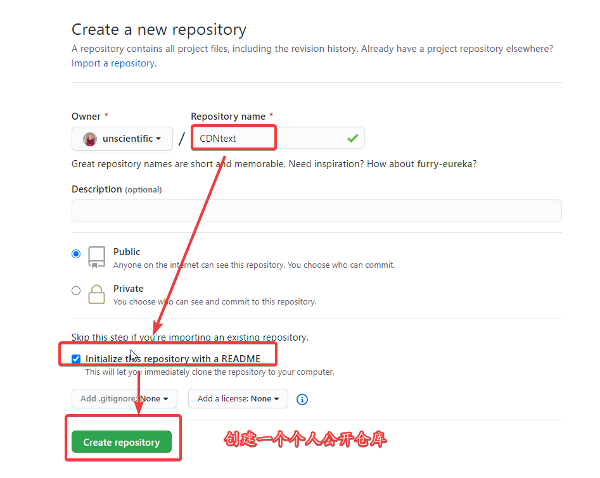 Create a new repository
A repository contains all project files, including the revision history. Already have a project repository elsewhere?
Import a repository.
Owner * Repository name *
unscientific / CDNtext
Great repository names are short and memorable. Need inspiration? How about furry-eureka?
Description (optional)
Public
Anyone on the internet can see this repository. You choose who can commit.
Private
You choose who can see and commit to this repository.
Skip this step if you're importing an existing repository.
Initialize this repository with a README
This will let you immediately clone the repository to your computer.
Add .gitignore: None Add a license: None
Create repository 创建一个个人公开仓库